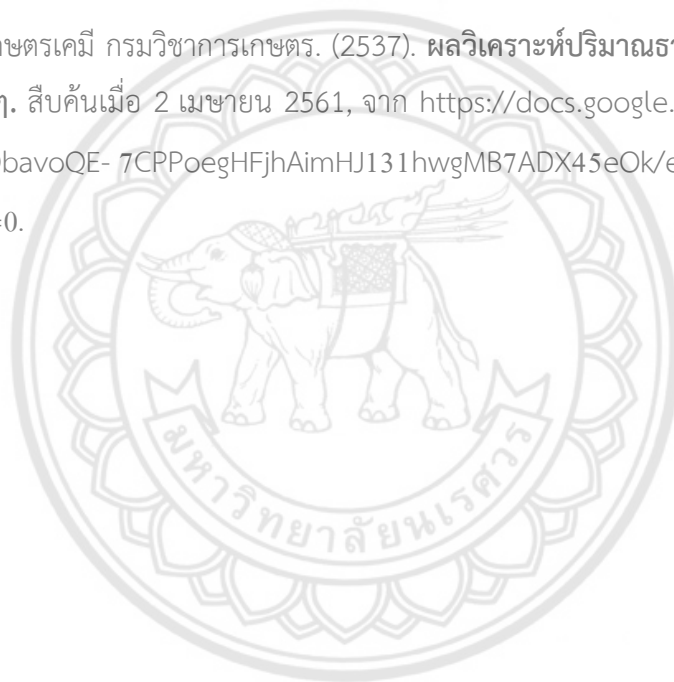 กษตรเคมี กรมวิชาการเกษตร. (2537). ผลวิเคราะห์ปริมาณธา
ๆ. สืบค้นเมื่อ 2 เมษายน 2561, จาก https://docs.google.
bavoQE- 7CPPoegHFjhAimHJ131hwgMB7ADX45eOk/e
=0.
มหาวิทยาลัยนเรศวร